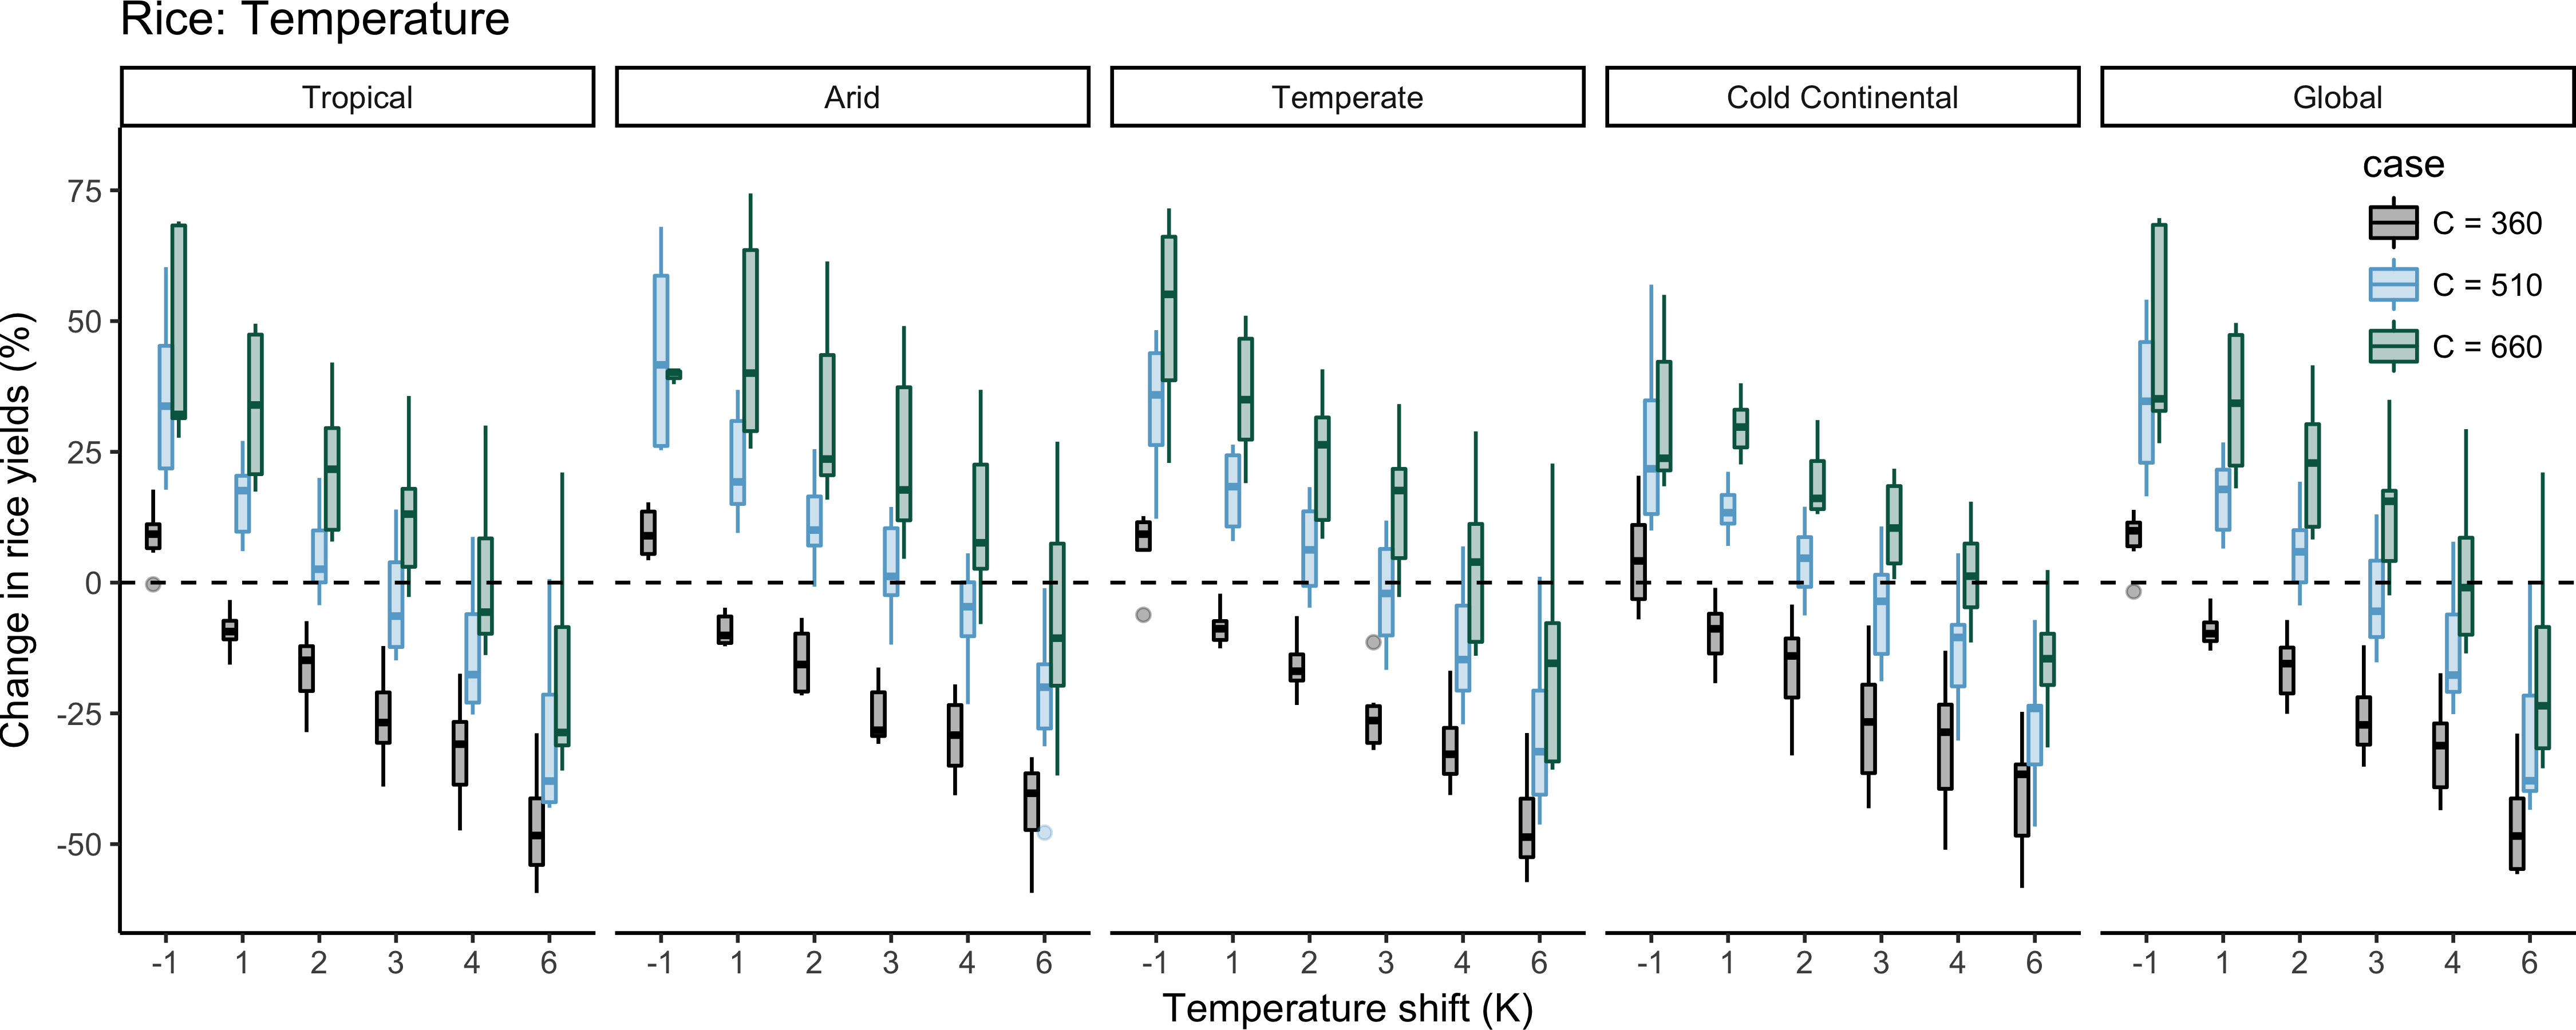 Rice: Temperature
Tropical
Arid
Temperate
Cold Continental
Global
case
C = 360
C = 510
C = 660
Change in rice yields (%)
75
50
25
0
-25
-50
-1 1 2 3 4 6
-1 1 2 3 4 6
-1 1 2 3 4 6
-1 1 2 3 4 6
-1 1 2 3 4 6
Temperature shift (K)